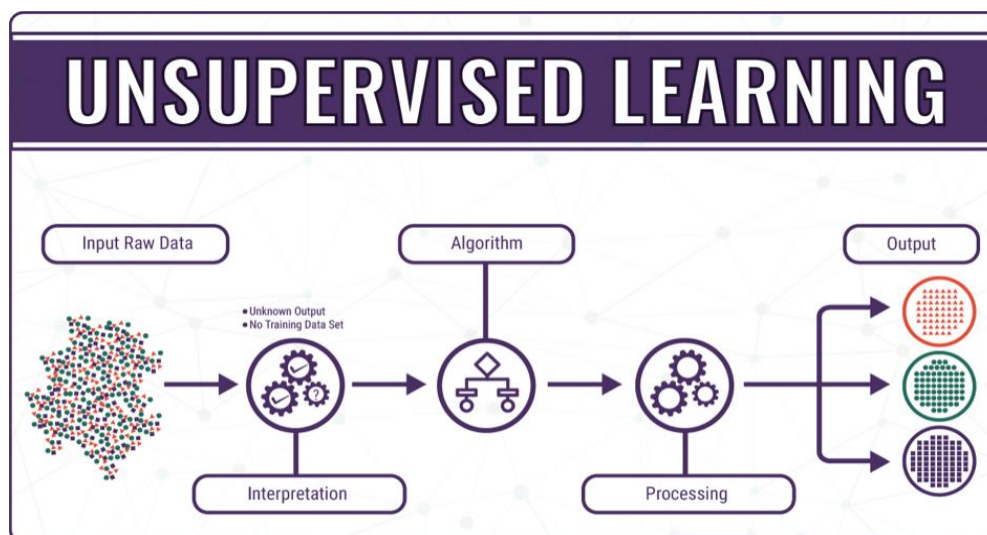 UNSUPERVISED LEARNING
Input Raw Data
Algorithm
Output
• Unknown Output
• No Training Data Set
?
Interpretation
Processing